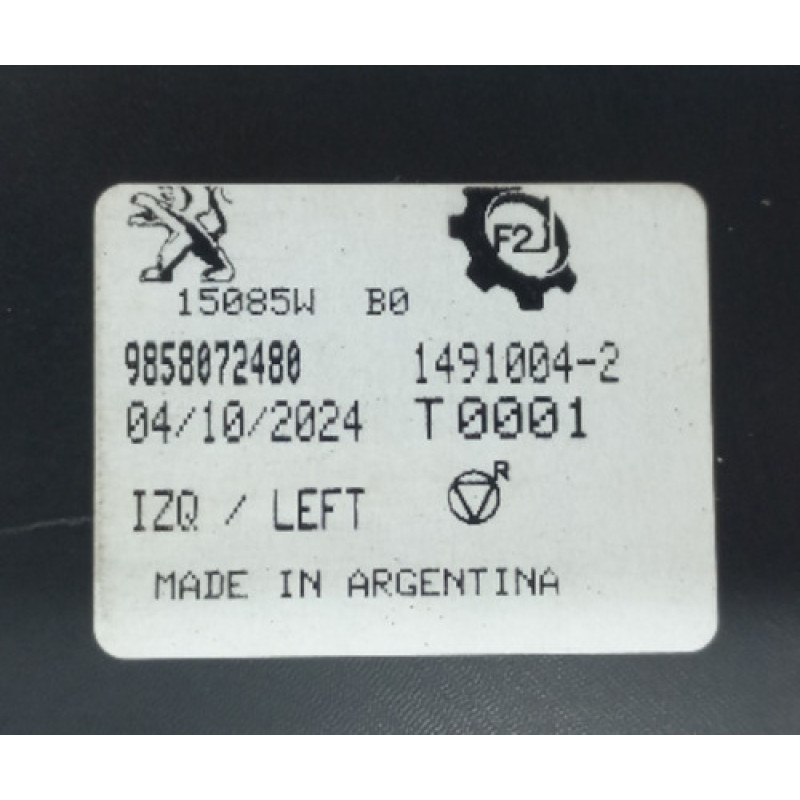 F2
15085W B0
9858072480 1491004-2
04/10/2024 T0001
R
IZQ / LEFT
MADE IN ARGENTINA